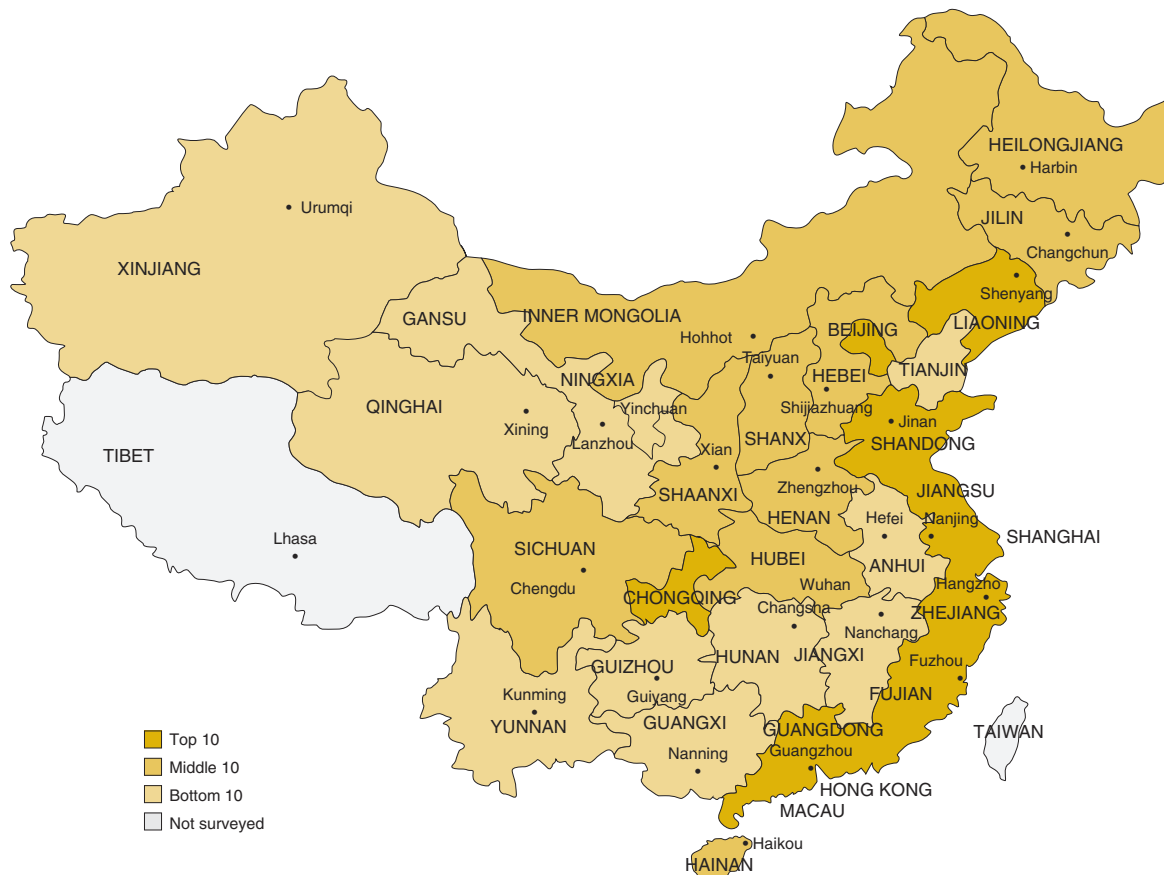 HEILONGJIANG
Harbin
Urumqi
JILIN
Changchun
XINJIANG
Shenyang
GANSU
INNER MONGOLIA
LIAONING
BEIJING
Hohhot
Taiyuan
TIANJIN
HEBEI
NINGXIA
QINGHAI
Yinchuan
Shijiazhuang
Jinan
Xining
Lanzhou
SHANX
SHANDONG
Xian
TIBET
Zhengzhou
JIANGSU
SHAANXI
HENAN
Hefei
Nanjing
SHANGHAI
Lhasa
SICHUAN
HUBEI
ANHUI
Chengdu
Wuhan
Hangzho
CHONGQING
Changsha
ZHEJIANG
Nanchang
HUNAN
JIANGXI
Fuzhou
GUIZHOU
Kunming
Guiyang
FUJIAN
YUNNAN
GUANGXI
GUANGDONG
TAIWAN
Nanning
Guangzhou
HONG KONG
MACAU
Haikou
HAINAN
Top 10
Middle 10
Bottom 10
Not surveyed